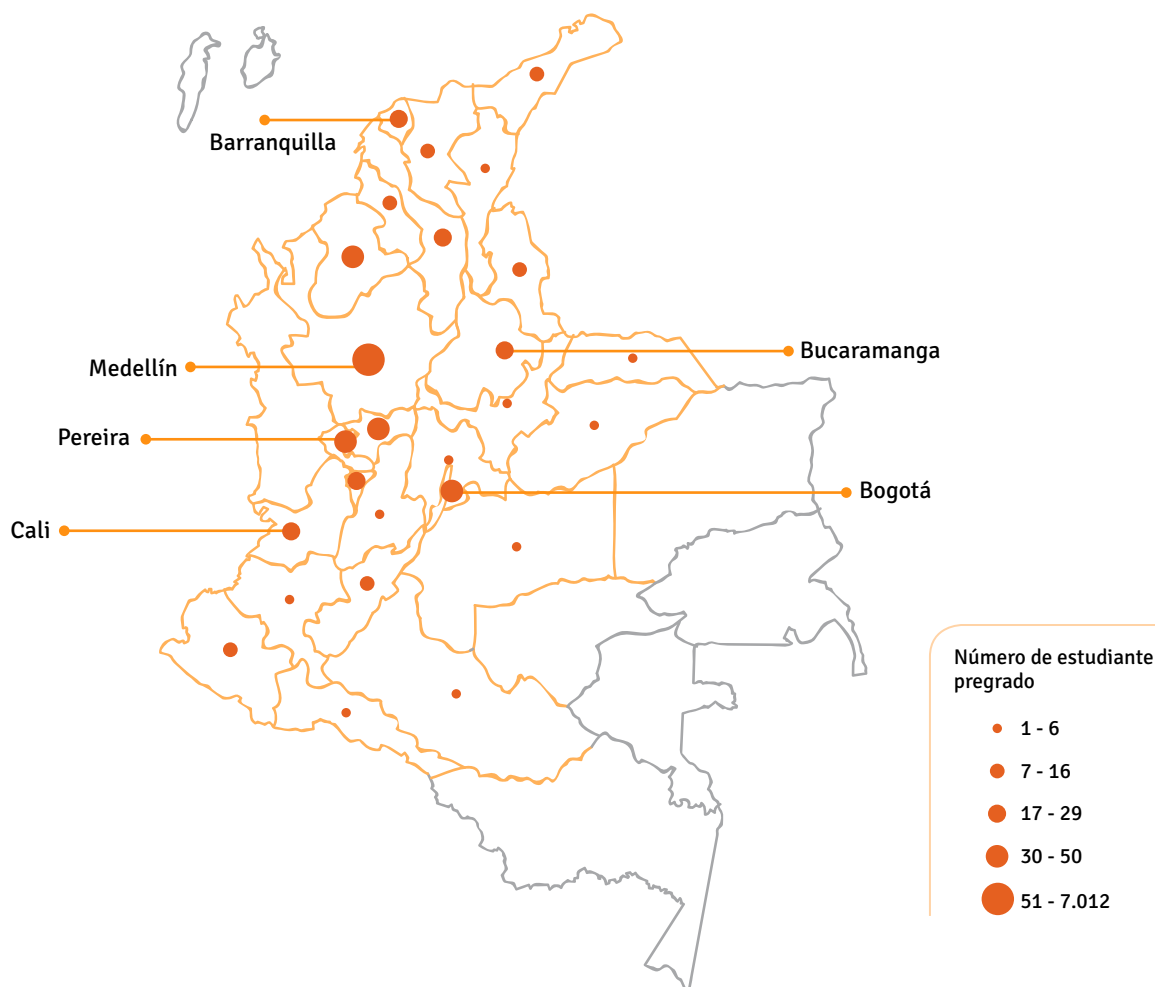 Barranquilla
Medellín
Bucaramanga
Pereira
Bogotá
Cali
Número de estudiante
pregrado
1 - 6
7 - 16
17 - 29
30 - 50
51 - 7.012